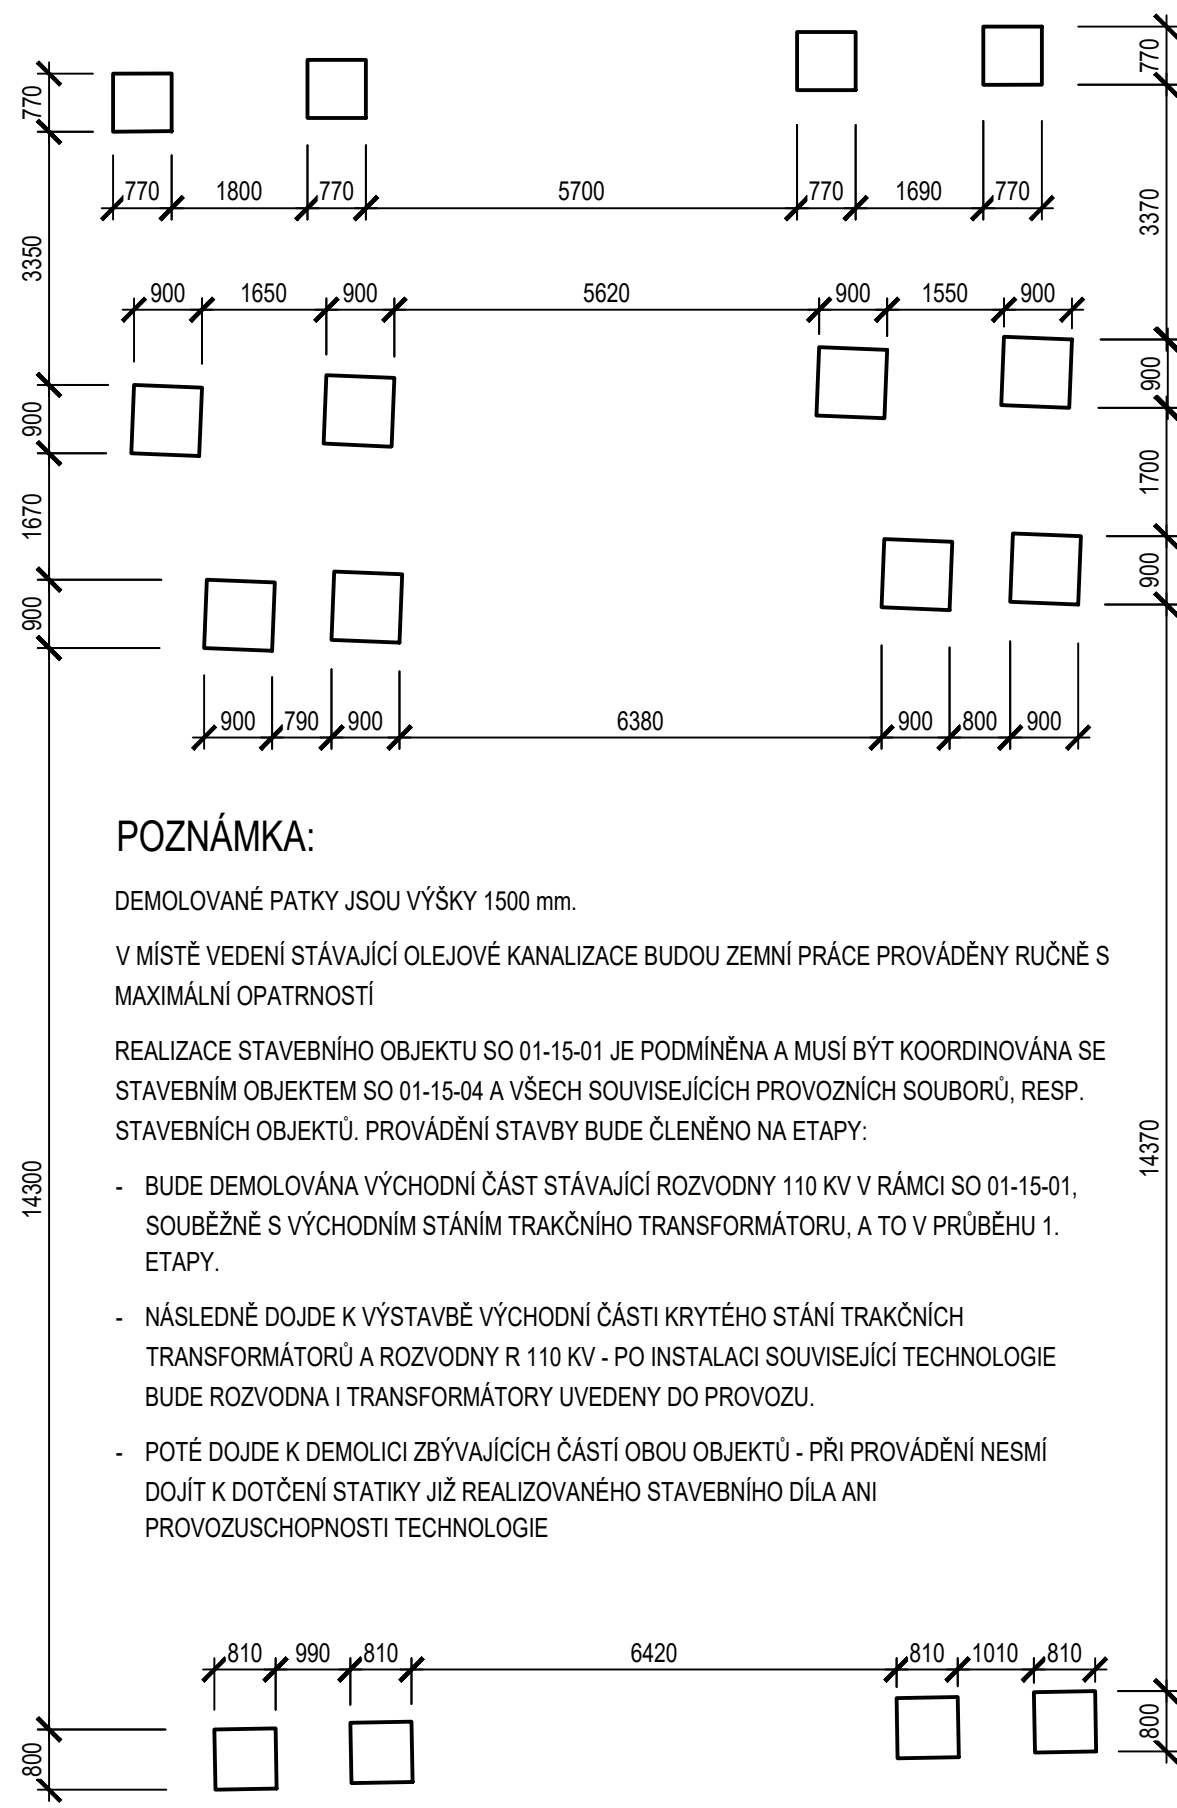 770
770
770
1800
770
5700
770
1690
770
3350
3370
900
1650
900
5620
900
1550
900
900
900
1670
1700
900
900
900
790
900
6380
900
800
900
POZNÁMKA:
DEMOLOVANÉ PATKY JSOU VÝŠKY 1500 mm.
V MÍSTĚ VEDENÍ STÁVAJÍCÍ OLEJOVÉ KANALIZACE BUDOU ZEMNÍ PRÁCE PROVÁDĚNY RUČNĚ S
MAXIMÁLNÍ OPATRNOSTÍ
REALIZACE STAVEBNÍHO OBJEKTU SO 01-15-01 JE PODMÍNĚNA A MUSÍ BÝT KOORDINOVÁNA SE
STAVEBNÍM OBJEKTEM SO 01-15-04 A VŠECH SOUVISEJÍCÍCH PROVOZNÍCH SOUBORŮ, RESP.
STAVEBNÍCH OBJEKTŮ. PROVÁDĚNÍ STAVBY BUDE ČLENĚNO NA ETAPY:
- BUDE DEMOLOVÁNA VÝCHODNÍ ČÁST STÁVAJÍCÍ ROZVODNY 110 KV V RÁMCI SO 01-15-01,
SOUBĚŽNĚ S VÝCHODNÍM STÁNÍM TRAKČNÍHO TRANSFORMÁTORU, A TO V PRŮBĚHU 1.
ETAPY.
- NÁSLEDNĚ DOJDE K VÝSTAVBĚ VÝCHODNÍ ČÁSTI KRYTÉHO STÁNÍ TRAKČNÍCH
TRANSFORMÁTORŮ A ROZVODNY R 110 KV - PO INSTALACI SOUVISEJÍCÍ TECHNOLOGIE
BUDE ROZVODNA I TRANSFORMÁTORY UVEDENY DO PROVOZU.
- POTÉ DOJDE K DEMOLICI ZBÝVAJÍCÍCH ČÁSTÍ OBOU OBJEKTŮ - PŘI PROVÁDĚNÍ NESMÍ
DOJÍT K DOTČENÍ STATIKY JIŽ REALIZOVANÉHO STAVEBNÍHO DÍLA ANI
PROVOZUSCHOPNOSTI TECHNOLOGIE
14300
14370
810
990
810
6420
810
1010
810
800
800